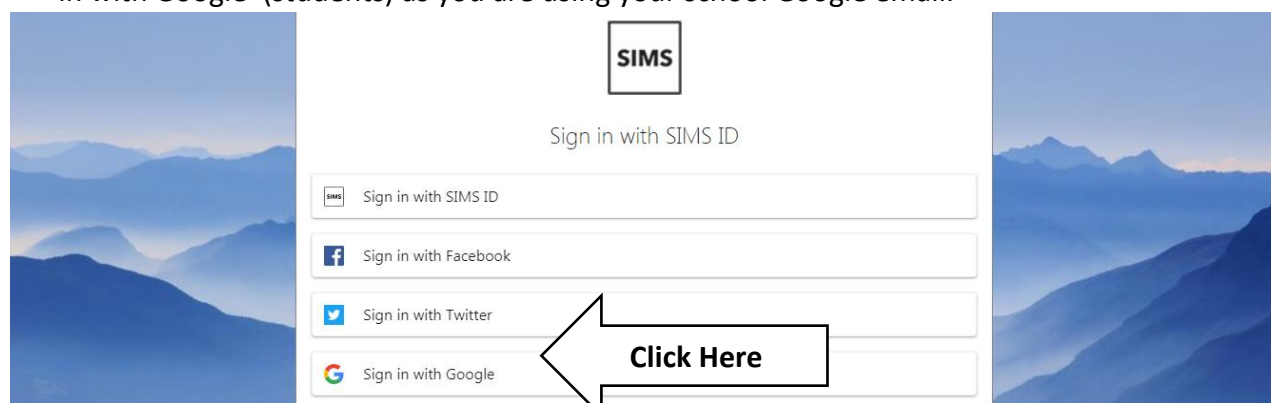 in with Google' (students) as you are using your school Google email.
SIMS
Sign in with SIMS ID
SIMS Sign in with SIMS ID
Sign in with Facebook
Sign in with Twitter
Sign in with Google
Click Here